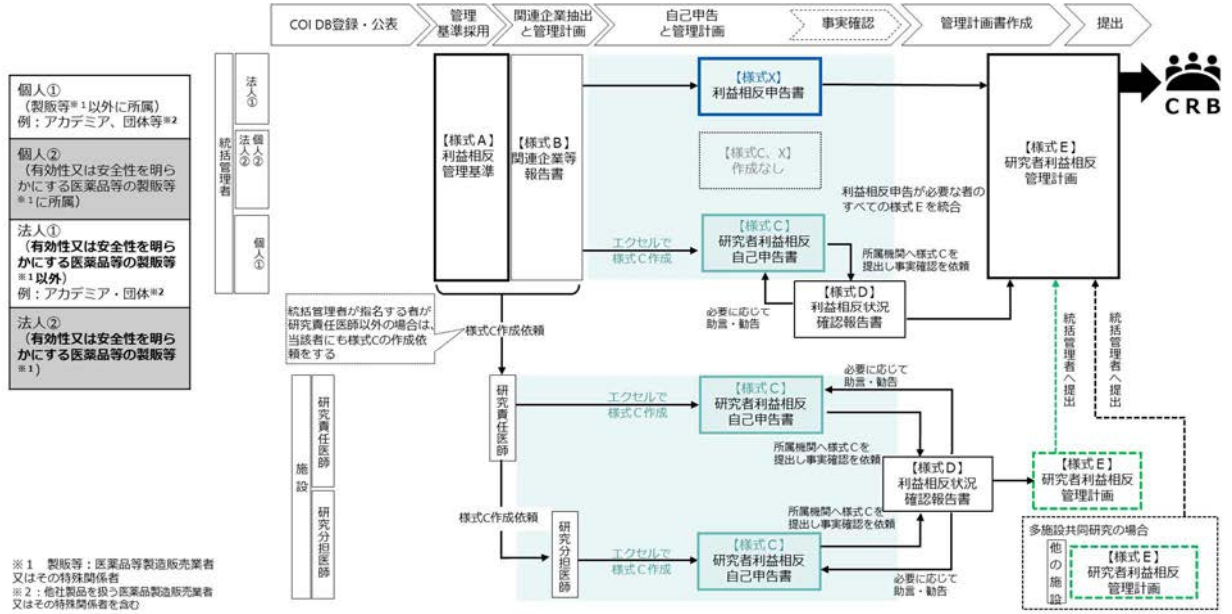 COI DB登録・公表
管理
基準採用
関連企業抽出
と管理計画
自己申告
と管理計画
事実確認
管理計画書作成
提出
個人①
(製販等※1以外に所属)
例：アカデミア、団体等※2
個人②
(有効性又は安全性を明ら
かにする医薬品等の製販等
※1に所属)
法人①
(有効性又は安全性を明ら
かにする医薬品等の製販等
※1以外)
例：アカデミア・団体※2
法人②
(有効性又は安全性を明ら
かにする医薬品等の製販等
※1)
統括管理者
法人①
個人②
法人②
個人①
【様式A】
利益相反
管理基準
【様式B】
関連企業等
報告書
【様式X】
利益相反申告書
【様式C、X】
作成なし
エクセルで
様式C作成
【様式C】
研究者利益相反
自己申告書
所属機関へ様式Cを
提出し事実確認を依頼
必要に応じて
助言・勧告
【様式D】
利益相反状況
確認報告書
【様式E】
研究者利益相反
管理計画
利益相反申告が必要な者の
すべての様式Eを統合
CRB
統括管理者が指名する者が
研究責任医師以外の場合は、
当該者にも様式Cの作成依
頼をする
様式C作成依頼
施設
研究責任医師
研究分担医師
研究責任医師
エクセルで
様式C作成
【様式C】
研究者利益相反
自己申告書
必要に応じて
助言・勧告
所属機関へ様式Cを
提出し事実確認を依頼
【様式D】
利益相反状況
確認報告書
【様式E】
研究者利益相反
管理計画
統括管理者へ提出
統括管理者へ提出
様式C作成依頼
研究分担医師
エクセルで
様式C作成
【様式C】
研究者利益相反
自己申告書
所属機関へ様式Cを
提出し事実確認を依頼
必要に応じて
助言・勧告
多施設共同研究の場合
他の施設
【様式E】
研究者利益相反
管理計画
※1　製販等：医薬品等製造販売業者
又はその特殊関係者
※2：他社製品を扱う医薬品製造販売業者
又はその特殊関係者を含む